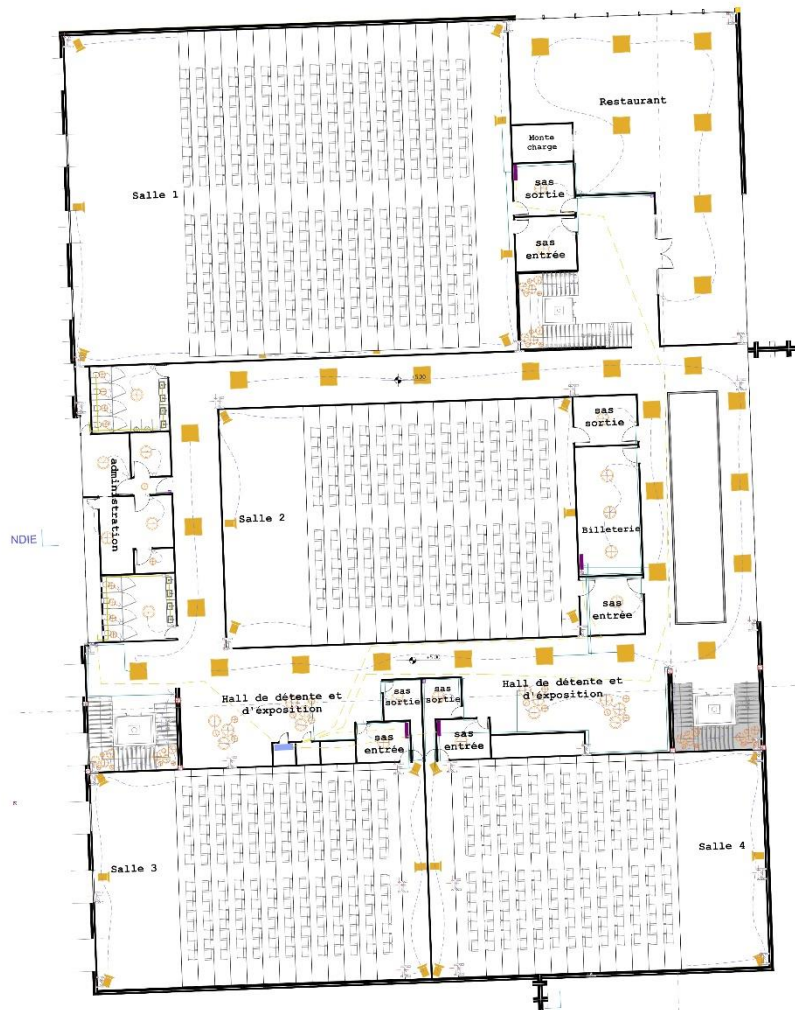 Restaurant
Monte
charge
Salle 1
sas
sortie
sas
entrée
sas
sortie
administration
Salle 2
Billeterie
NDIE
sas
entrée
Hall de détente et
d'éxposition
sas
sortie
sas
sortie
Hall de détente et
d'éxposition
sas
entrée
sas
entrée
Salle 3
Salle 4